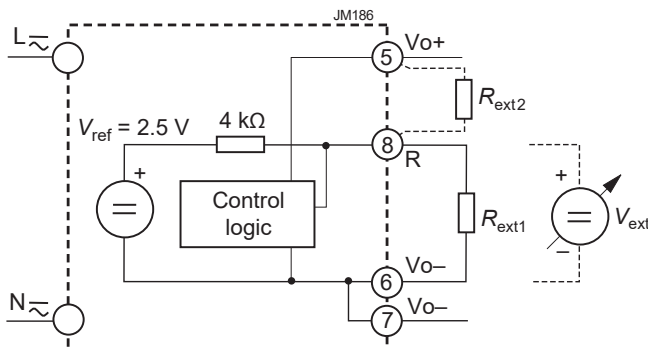 JM186
L
5
Vo+
Rext2
Vref = 2.5 V
4 kΩ
8
R
+
Control
logic
Rext1
+
Vext
–
6
Vo–
N
7
Vo–